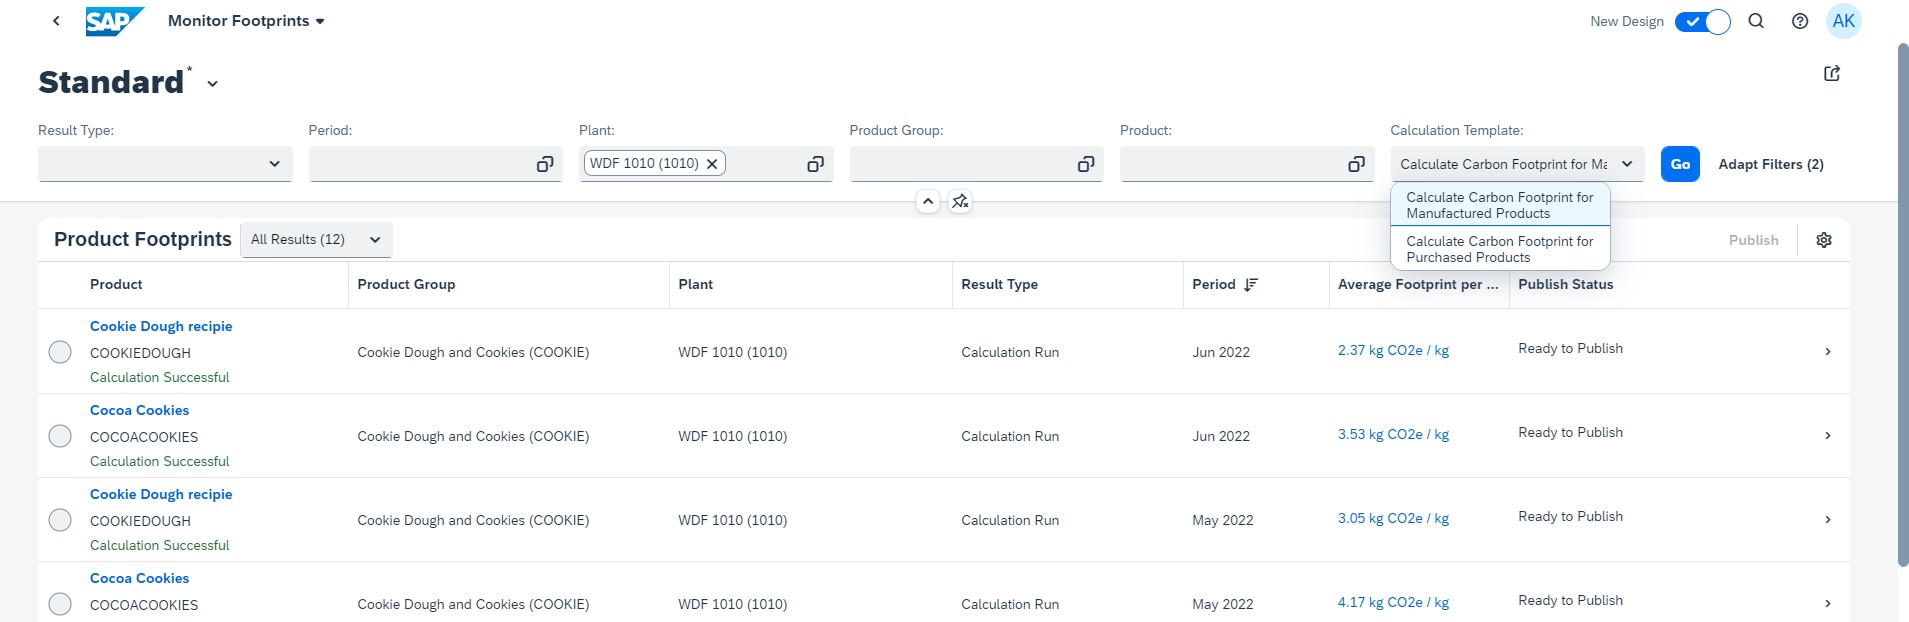 SAP Monitor Footprints
New Design
AK
Standard *
Result Type:
Period:
Plant:
WDF 1010 (1010)
Product Group:
Product:
Calculation Template:
Calculate Carbon Footprint for Ma
Go
Adapt Filters (2)
Calculate Carbon Footprint for
Manufactured Products
Calculate Carbon Footprint for
Purchased Products
Product Footprints
All Results (12)
Publish
Product Product Group Plant Result Type Period Average Footprint per ... Publish Status
Cookie Dough recipie
COOKIEDOUGH Cookie Dough and Cookies (COOKIE) WDF 1010 (1010) Calculation Run Jun 2022 2.37 kg CO2e / kg Ready to Publish
Calculation Successful
Cocoa Cookies
COCOACOOKIES Cookie Dough and Cookies (COOKIE) WDF 1010 (1010) Calculation Run Jun 2022 3.53 kg CO2e / kg Ready to Publish
Calculation Successful
Cookie Dough recipie
COOKIEDOUGH Cookie Dough and Cookies (COOKIE) WDF 1010 (1010) Calculation Run May 2022 3.05 kg CO2e / kg Ready to Publish
Calculation Successful
Cocoa Cookies
COCOACOOKIES Cookie Dough and Cookies (COOKIE) WDF 1010 (1010) Calculation Run May 2022 4.17 kg CO2e / kg Ready to Publish